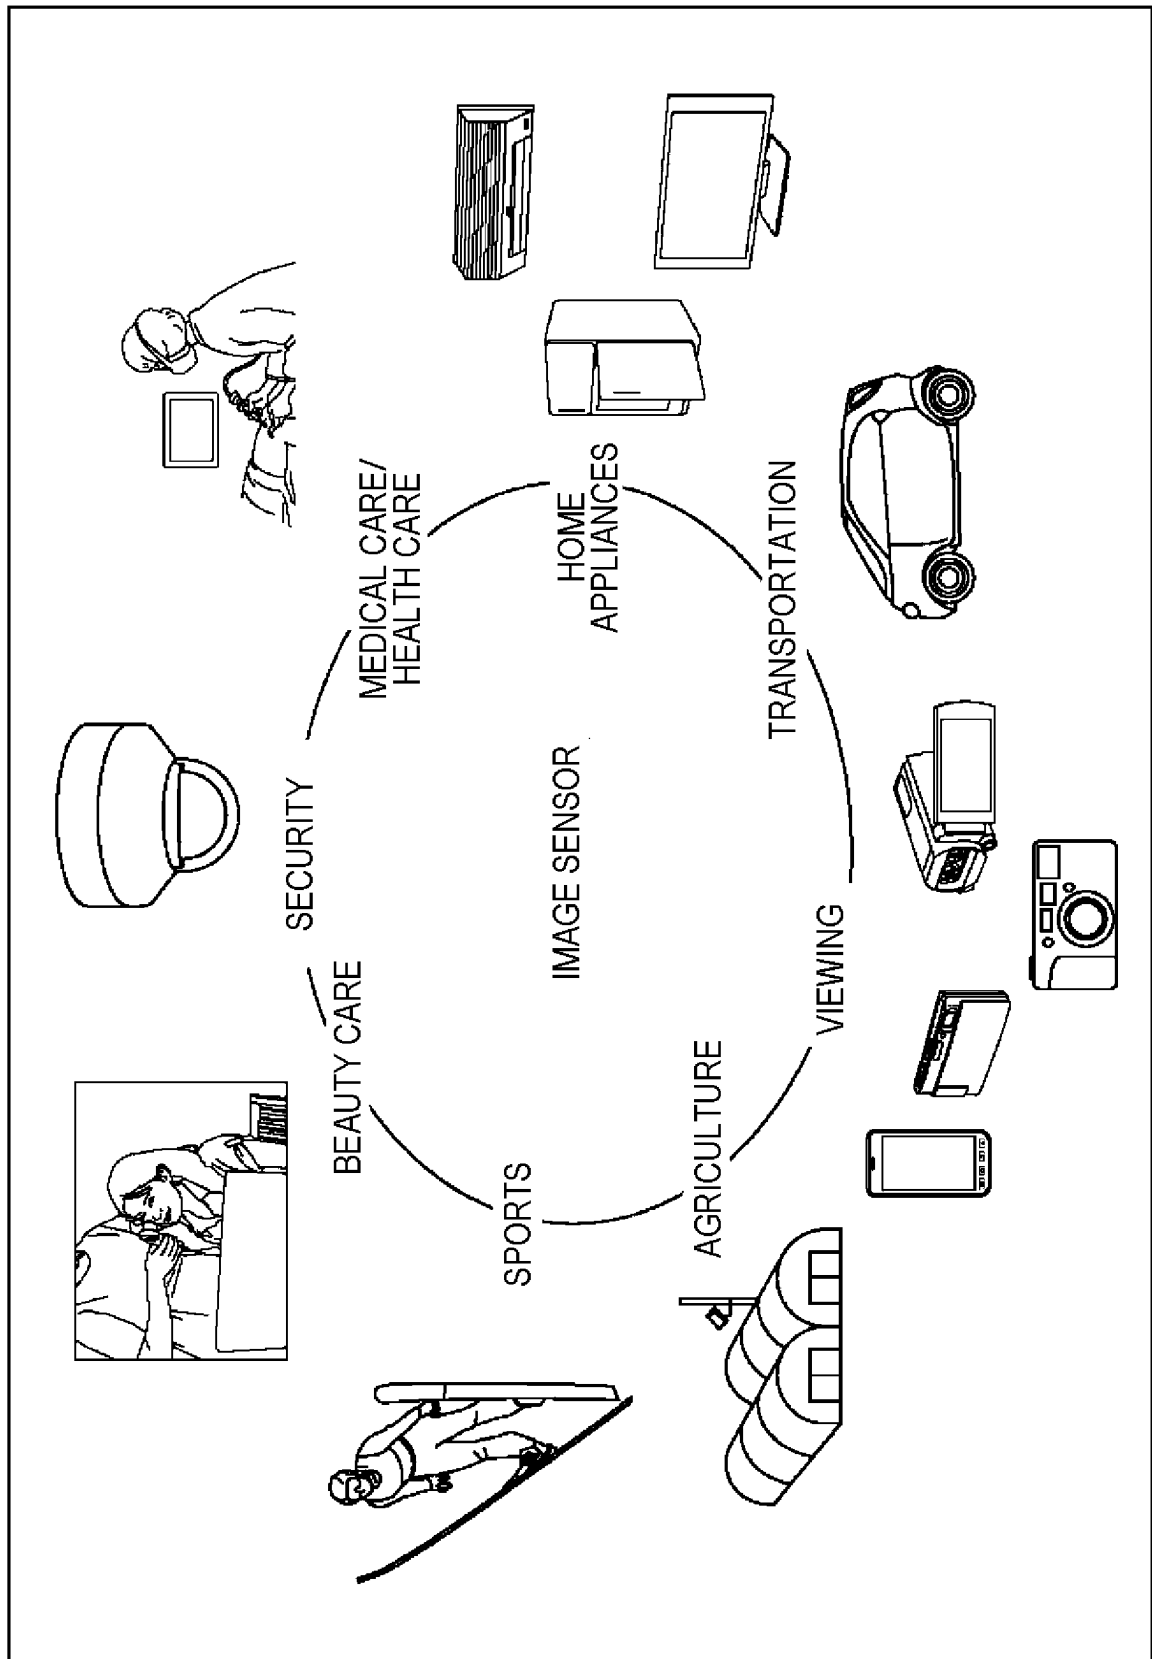 SECURITY
MEDICAL CARE/
HEALTH CARE
BEAUTY CARE
SPORTS
IMAGE SENSOR
HOME
APPLIANCES
AGRICULTURE
TRANSPORTATION
VIEWING